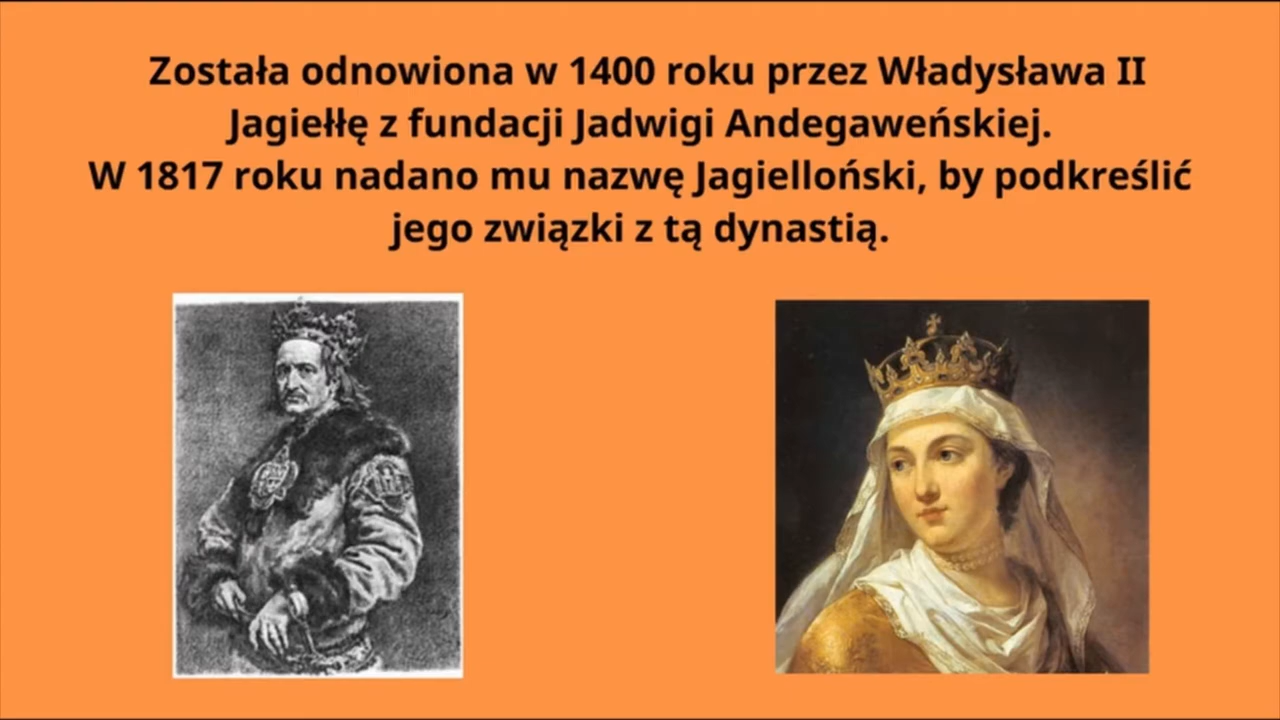 Została odnowiona w 1400 roku przez Władysława II
Jagiełłę z fundacji Jadwigi Andegaweńskiej.
W 1817 roku nadano mu nazwę Jagielloński, by podkreślić
jego związki z tą dynastią.